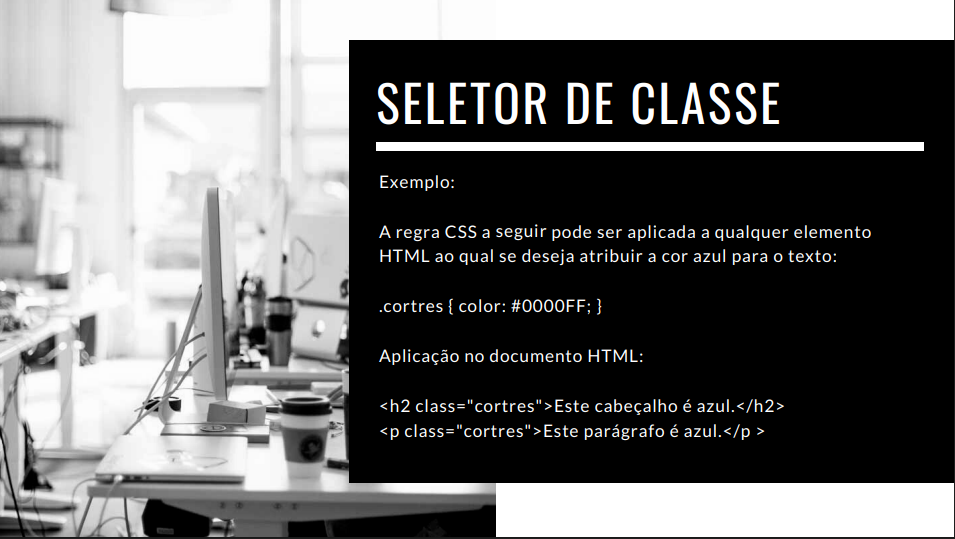 SELETOR DE CLASSE
Exemplo:
A regra CSS a seguir pode ser aplicada a qualquer elemento
HTML ao qual se deseja atribuir a cor azul para o texto:
.cortres { color: #0000FF; }
Aplicação no documento HTML:
<h2 class="cortres">Este cabeçalho é azul.</h2>
<p class="cortres">Este parágrafo é azul.</p >